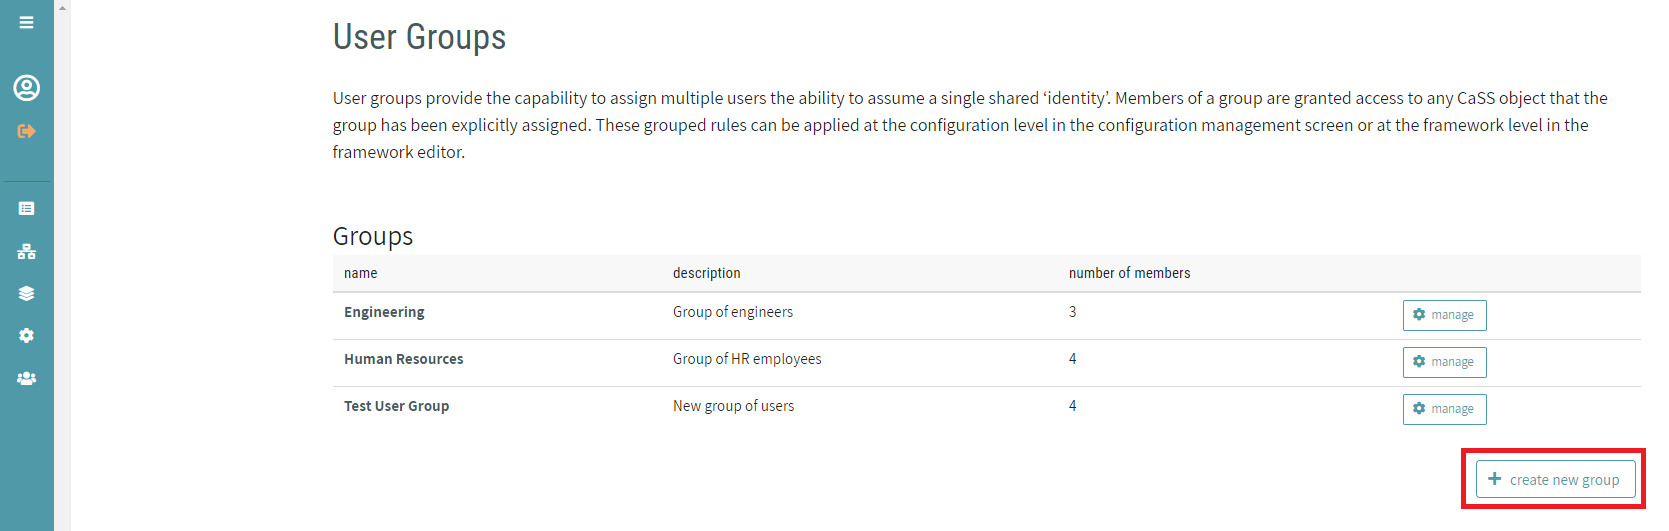 User Groups
User groups provide the capability to assign multiple users the ability to assume a single shared ‘identity’. Members of a group are granted access to any CaSS object that the
group has been explicitly assigned. These grouped rules can be applied at the configuration level in the configuration management screen or at the framework level in the
framework editor.
Groups
name description number of members
Engineering Group of engineers 3 manage
Human Resources Group of HR employees 4 manage
Test User Group New group of users 4 manage
create new group